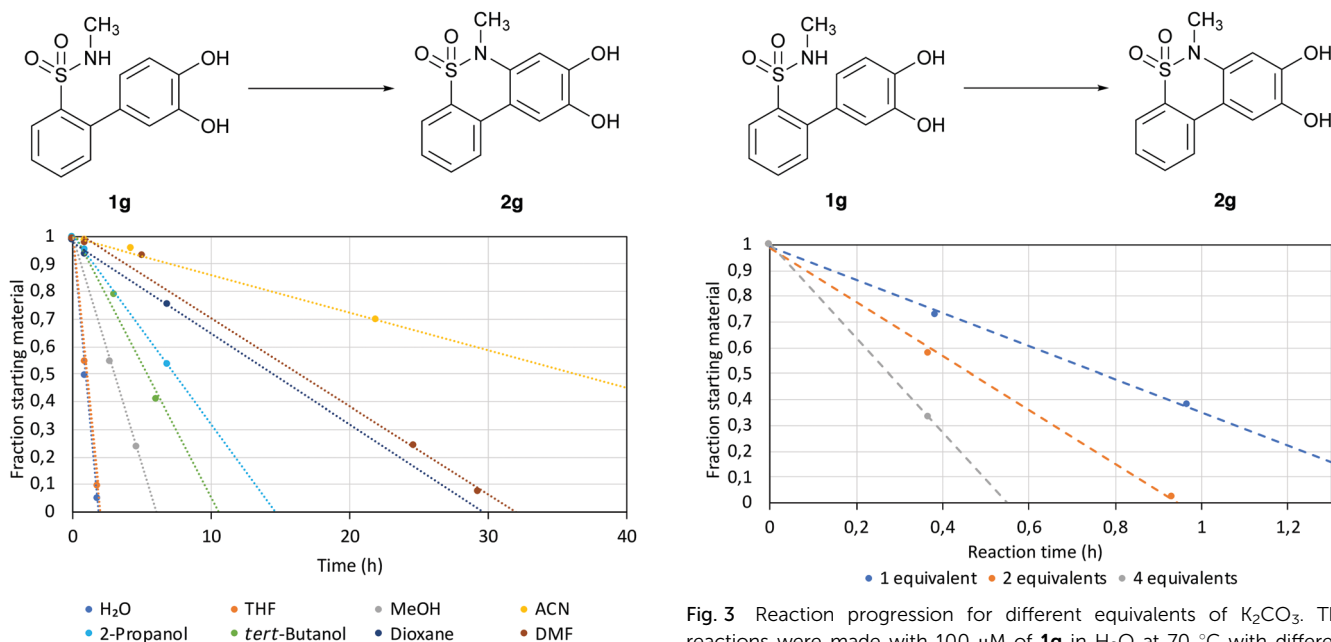 CH₃
O
O
NH
S
OH
OH
1g
CH₃
O
O
N
S
OH
OH
2g
Fraction starting material
1
0,9
0,8
0,7
0,6
0,5
0,4
0,3
0,2
0,1
0
0 10 20 30 40
Time (h)
H₂O THF MeOH ACN
2-Propanol tert-Butanol Dioxane DMF
CH₃
O
O
NH
S
OH
OH
1g
CH₃
O
O
N
S
OH
OH
2g
Fraction starting material
1
0,9
0,8
0,7
0,6
0,5
0,4
0,3
0,2
0,1
0
0 0,2 0,4 0,6 0,8 1 1,2
Reaction time (h)
1 equivalent 2 equivalents 4 equivalents
Fig. 3 Reaction progression for different equivalents of K₂CO₃. Th
reactions were made with 100 μM of 1g in H₂O at 70 °C with differe